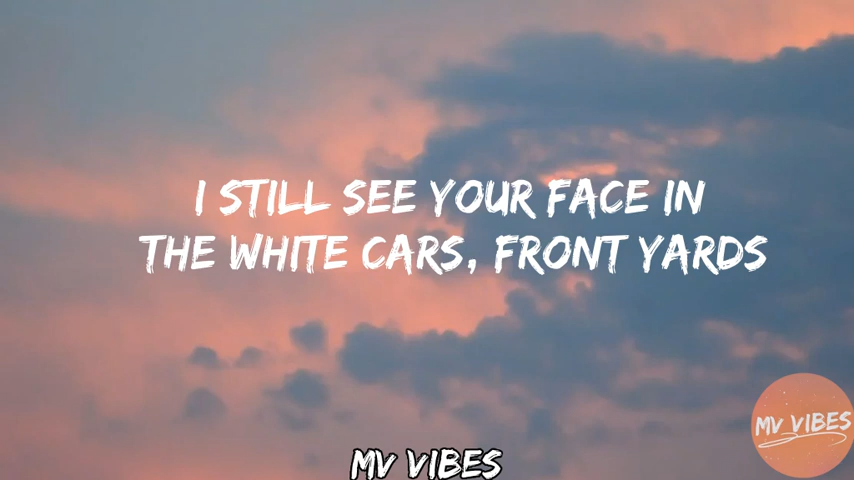 I STILL SEE YOUR FACE IN
THE WHITE CARS, FRONT YARDS
MV VIBES
MV VIBES